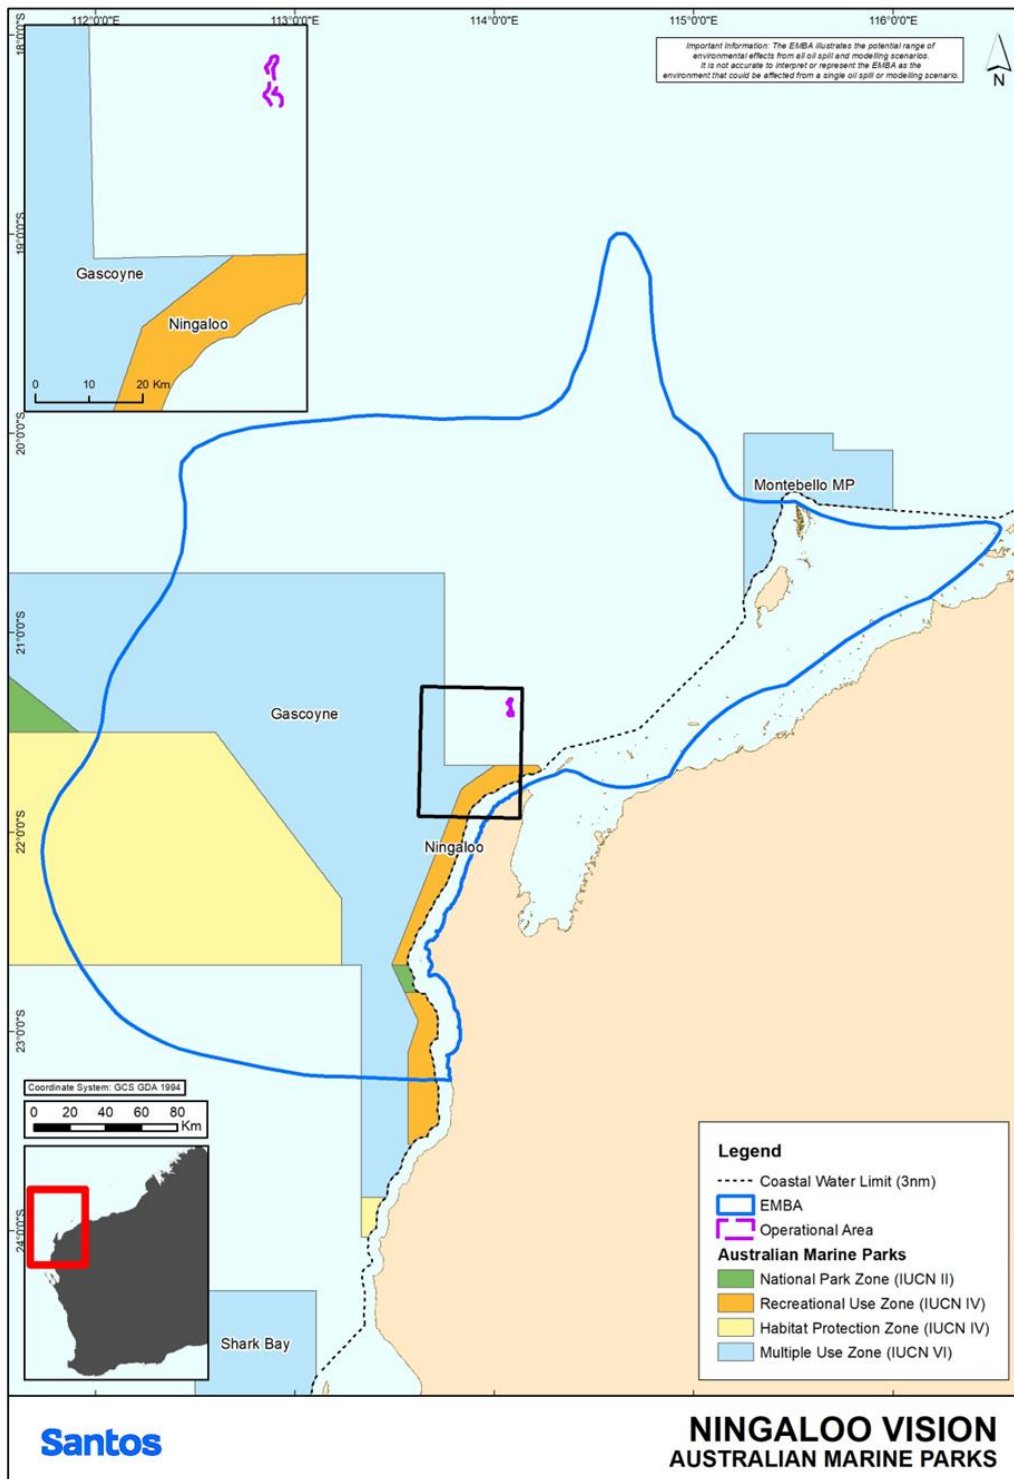 112°0'0"E
113°0'0"E
114°0'0"E
115°0'0"E
116°0'0"E
18°0'0"S
19°0'0"S
20°0'0"S
21°0'0"S
22°0'0"S
23°0'0"S
24°0'0"S
Important Information: The EMBA illustrates the potential range of
environmental effects from all oil spill and modelling scenarios.
It is not accurate to interpret or represent the EMBA as the
environment that could be affected from a single oil spill or modelling scenario.
N
Gascoyne
Ningaloo
0 10 20 Km
Montebello MP
Gascoyne
Ningaloo
Shark Bay
Coordinate System: GCS GDA 1994
0 20 40 60 80
Km
Legend
Coastal Water Limit (3nm)
EMBA
Operational Area
Australian Marine Parks
National Park Zone (IUCN II)
Recreational Use Zone (IUCN IV)
Habitat Protection Zone (IUCN IV)
Multiple Use Zone (IUCN VI)
Santos
NINGALOO VISION
AUSTRALIAN MARINE PARKS